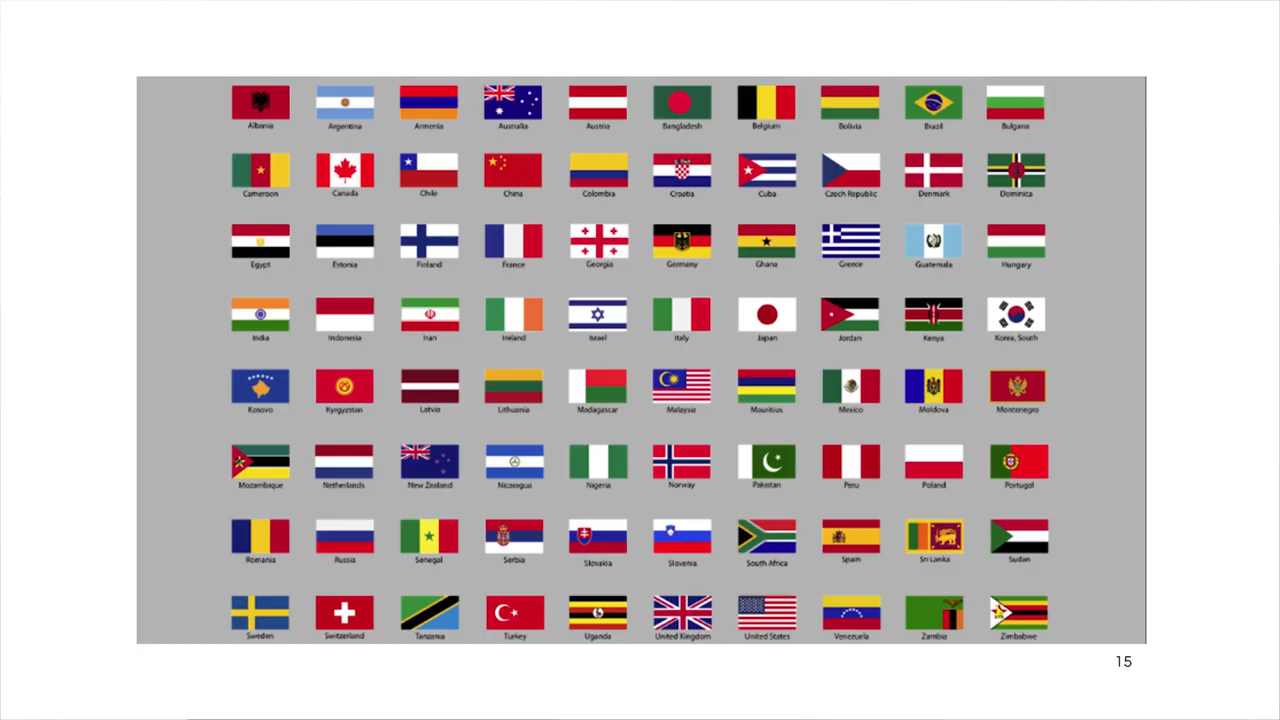 Albania Argentina Armenia Australia Austria Bangladesh Belgium Bolivia Brazil Bulgaria
Cameroon Canada Chile China Colombia Croatia Cuba Czech Republic Denmark Dominica
Egypt Estonia Finland France Georgia Germany Ghana Greece Guatemala Hungary
India Indonesia Iran Ireland Israel Italy Japan Jordan Kenya Korea, South
Kosovo Kyrgyzstan Latvia Lithuania Madagascar Malaysia Mauritius Mexico Moldova Montenegro
Mozambique Netherlands New Zealand Nicaragua Nigeria Norway Pakistan Peru Poland Portugal
Romania Russia Senegal Serbia Slovakia Slovenia South Africa Spain Sri Lanka Sudan
Sweden Switzerland Tanzania Turkey Uganda United Kingdom United States Venezuela Zambia Zimbabwe
15